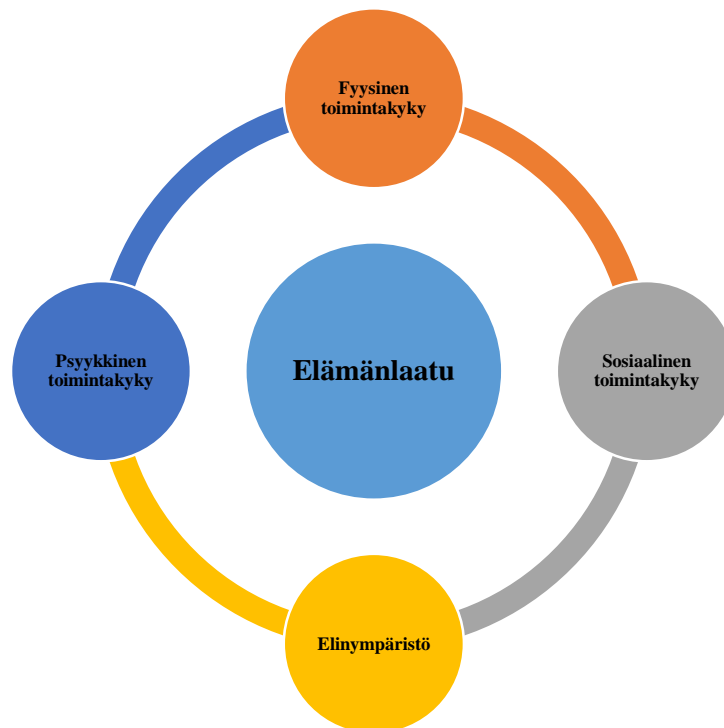 Fyysinen
toimintakyky
Psyykkinen
toimintakyky
Elämänlaatu
Sosiaalinen
toimintakyky
Elinympäristö